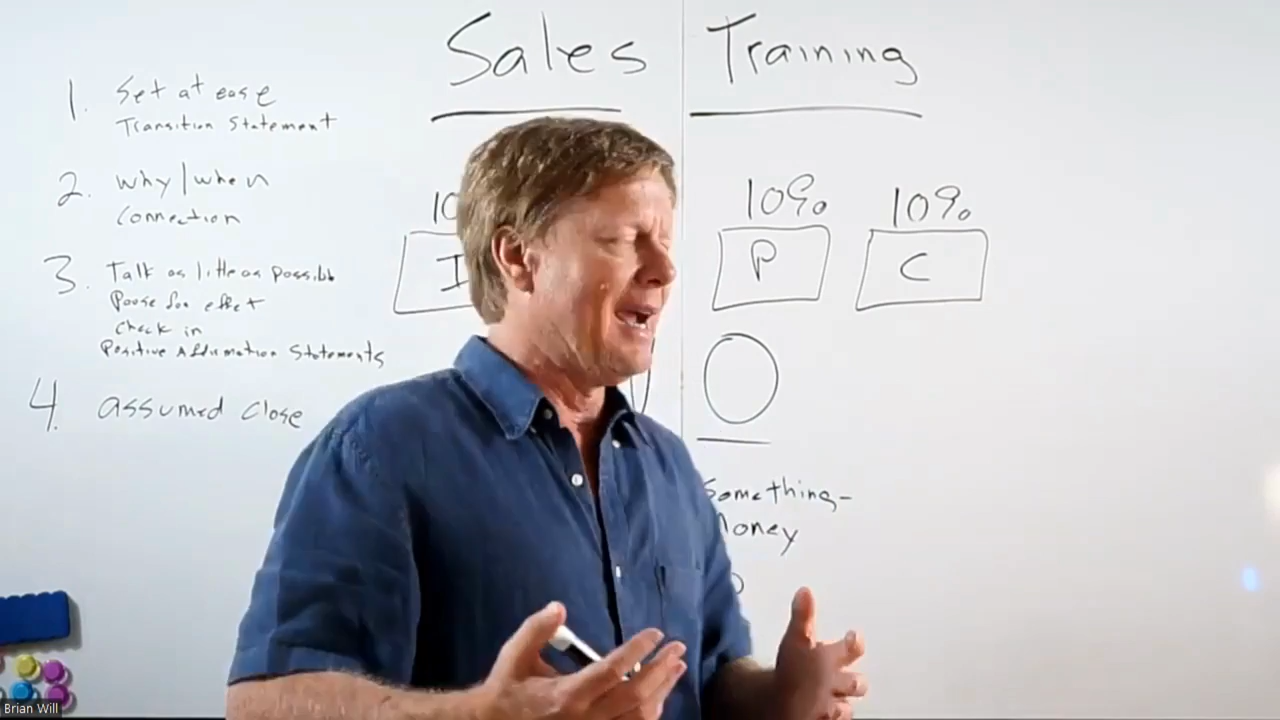 Sales Training
1. Set at ease
Transition Statement
2. Why/when
connection
3. Talk as little as possible
Pause for effect
check in
Positive Affirmation Statements
4. assumed close
10% 10%
I P C
Something-
money
Brian Will